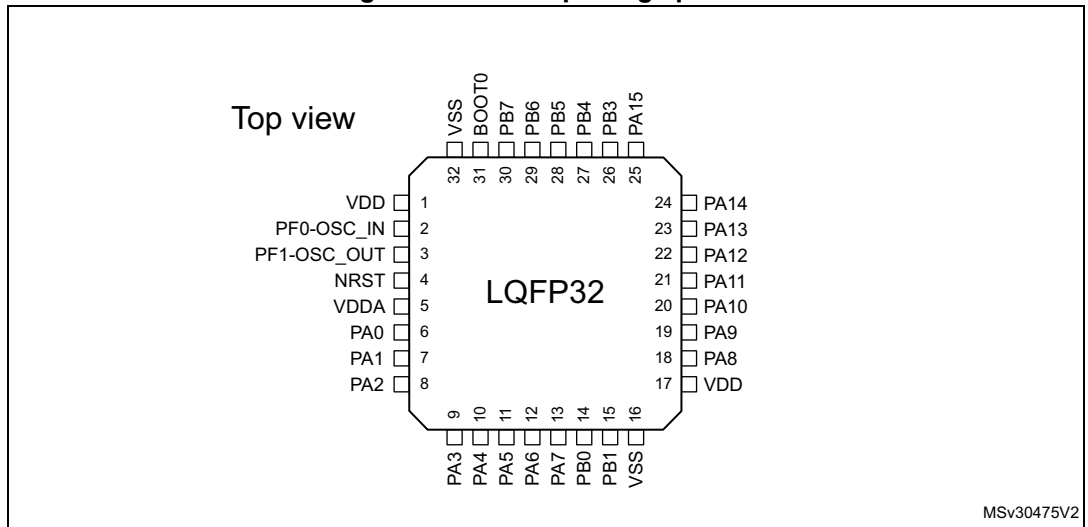 Top view
VSS
BOOT0
PB7
PB6
PB5
PB4
PB3
PA15
32
31
30
29
28
27
26
25
VDD 1
PF0-OSC_IN 2
PF1-OSC_OUT 3
NRST 4
VDDA 5
PA0 6
PA1 7
PA2 8
LQFP32
24 PA14
23 PA13
22 PA12
21 PA11
20 PA10
19 PA9
18 PA8
17 VDD
9
10
11
12
13
14
15
16
PA3
PA4
PA5
PA6
PA7
PB0
PB1
VSS
MSv30475V2